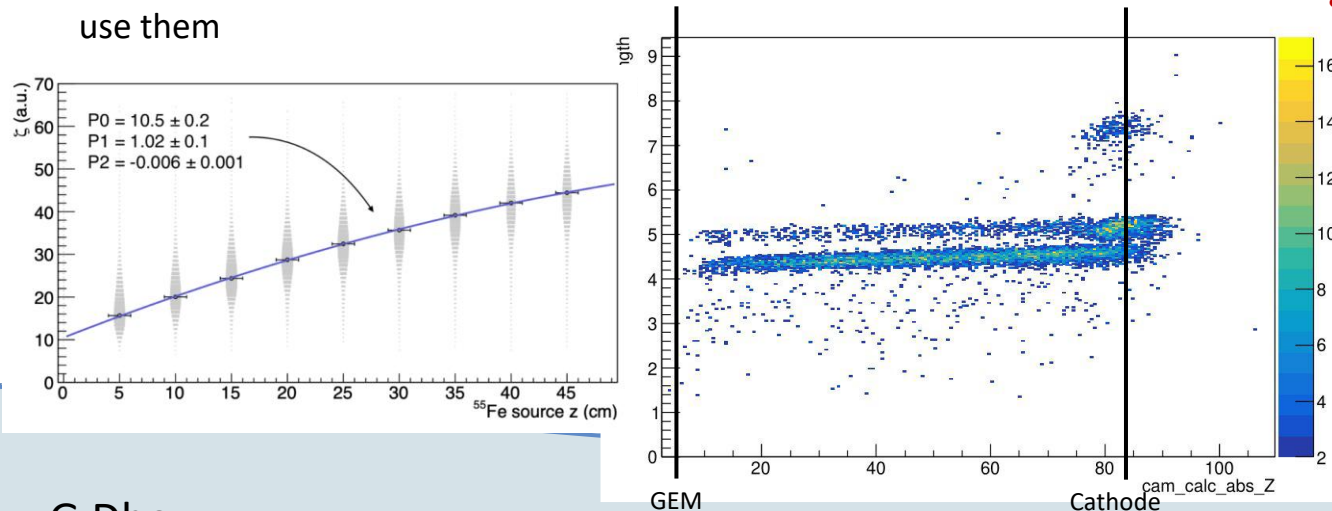 use them
ζ (a.u.)
70
60
50
40
30
20
10
0
P0 = 10.5 ± 0.2
P1 = 1.02 ± 0.1
P2 = -0.006 ± 0.001
0 5 10 15 20 25 30 35 40 45
⁵⁵Fe source z (cm)
9
8
7
6
5
4
3
2
1
0
20 40 60 80 100
cam_calc_abs_Z
16
14
12
10
8
6
4
2
GEM
Cathode